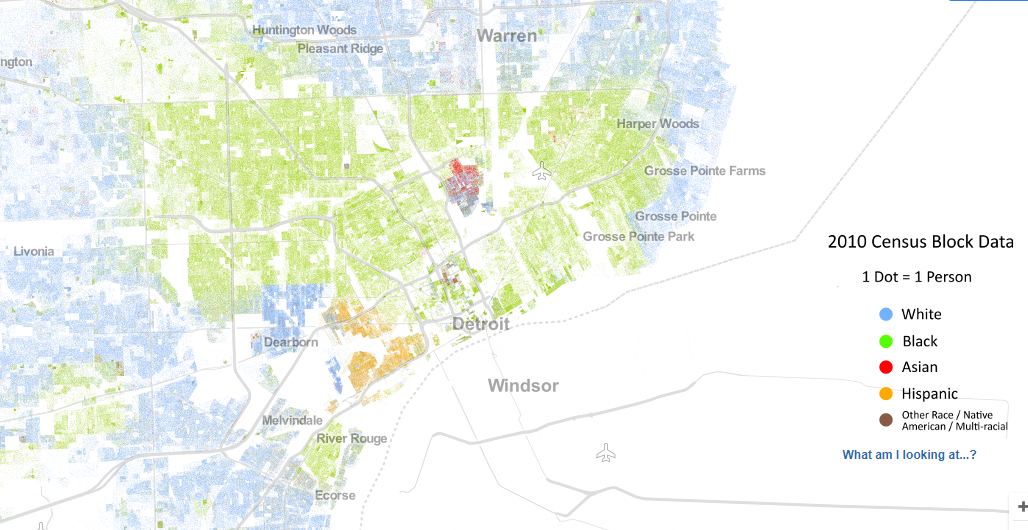 Huntington Woods
Warren
Pleasant Ridge
ngton
Harper Woods
Grosse Pointe Farms
Grosse Pointe
Grosse Pointe Park
Livonia
2010 Census Block Data
1 Dot = 1 Person
White
Black
Asian
Hispanic
Other Race / Native
American / Multi-racial
What am I looking at...?
Detroit
Dearborn
Windsor
Melvindale
River Rouge
Ecorse
+